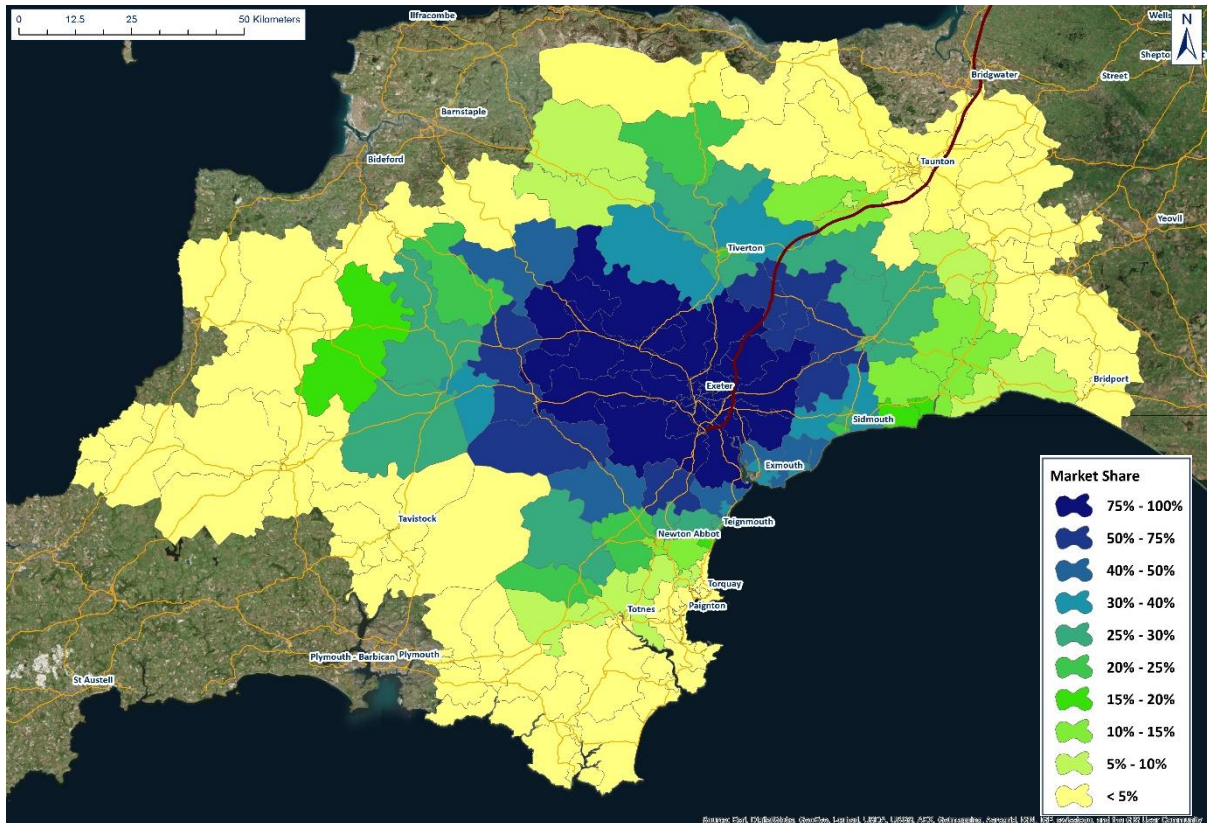 0 12.5 25 50 Kilometers
Ilfracombe
N
Bridgwater
Street
Barnstaple
Bideford
Taunton
Yeovil
Tiverton
Exeter
Bridport
Sidmouth
Exmouth
Tavistock
Teignmouth
Newton Abbot
Torquay
Paignton
Totnes
Plymouth - Barbican
Plymouth
St Austell
Market Share
75% - 100%
50% - 75%
40% - 50%
30% - 40%
25% - 30%
20% - 25%
15% - 20%
10% - 15%
5% - 10%
< 5%